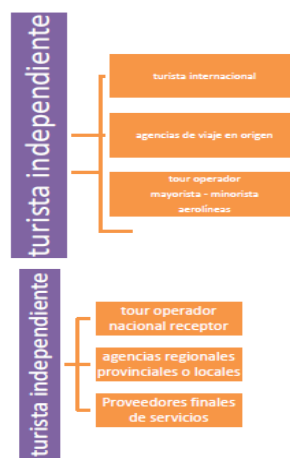 turista independiente
turista internacional
agencias de viaje en origen
tour operador
mayorista - minorista
aerolíneas
turista independiente
tour operador
nacional receptor
agencias regionales
provinciales o locales
Proveedores finales
de servicios